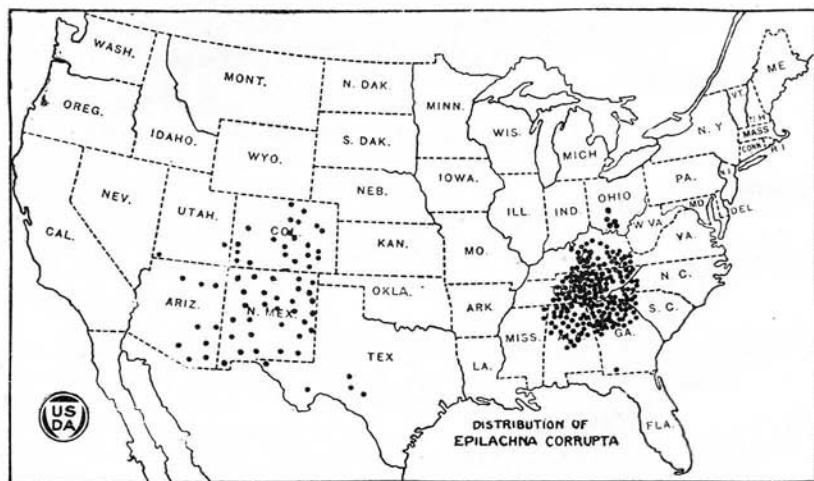 WASH.
OREG.
IDAHO.
MONT.
N. DAK.
S. DAK.
WYO.
NEB.
MINN.
WIS.
MICH
IOWA.
ILL.
IND.
OHIO
PA.
N. Y
VT.
N H
MASS
CONN.
R I
ME.
N J
MD.
DEL
W VA.
VA.
N C.
S. C.
GA.
FLA.
MISS.
LA.
ARK
MO.
KAN.
OKLA.
TEX
COL.
N. MEX.
ARIZ.
UTAH.
NEV.
CAL.
US
DA
DISTRIBUTION OF
EPILACHNA CORRUPTA